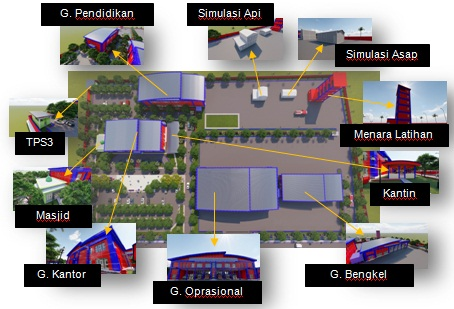 G. Pendidikan
Simulasi Api
Simulasi Asap
TPS3
Menara Latihan
Masjid
Kantin
G. Kantor
G. Oprasional
G. Bengkel